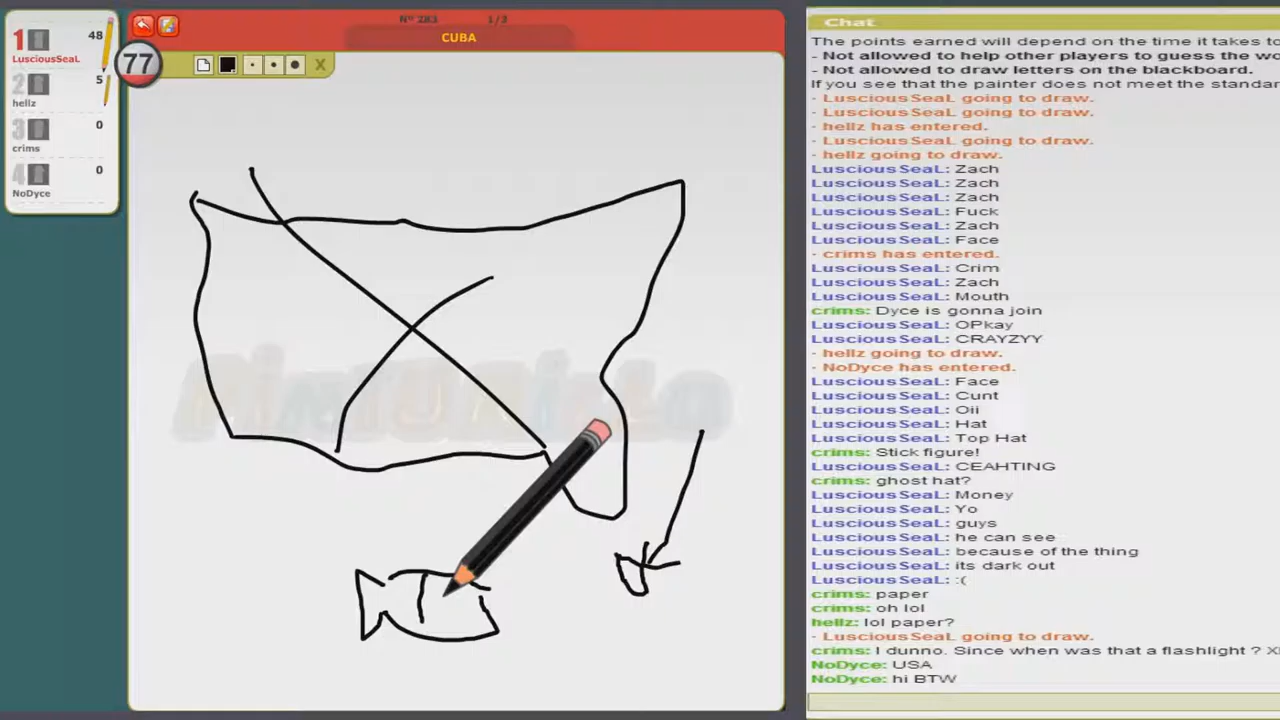 1 48
LusciousSeaL
2 5
hellz
3 0
crims
4 0
NoDyce
77
Nº 283 1/3
CUBA
X
Chat
The points earned will depend on the time it takes to
- Not allowed to help other players to guess the wo
- Not allowed to draw letters on the blackboard.
If you see that the painter does not meet the standar
- LusciousSeaL going to draw.
- LusciousSeaL going to draw.
- hellz has entered.
- LusciousSeaL going to draw.
- hellz going to draw.
LusciousSeaL: Zach
LusciousSeaL: Zach
LusciousSeaL: Zach
LusciousSeaL: Fuck
LusciousSeaL: Zach
LusciousSeaL: Face
- crims has entered.
LusciousSeaL: Crim
LusciousSeaL: Zach
LusciousSeaL: Mouth
crims: Dyce is gonna join
LusciousSeaL: OPkay
LusciousSeaL: CRAYZYY
- hellz going to draw.
- NoDyce has entered.
LusciousSeaL: Face
LusciousSeaL: Cunt
LusciousSeaL: Oii
LusciousSeaL: Hat
LusciousSeaL: Top Hat
crims: Stick figure!
LusciousSeaL: CEAHTING
crims: ghost hat?
LusciousSeaL: Money
LusciousSeaL: Yo
LusciousSeaL: guys
LusciousSeaL: he can see
LusciousSeaL: because of the thing
LusciousSeaL: its dark out
LusciousSeaL: :(
crims: paper
crims: oh lol
hellz: lol paper?
- LusciousSeaL going to draw.
crims: I dunno. Since when was that a flashlight ? X
NoDyce: USA
NoDyce: hi BTW